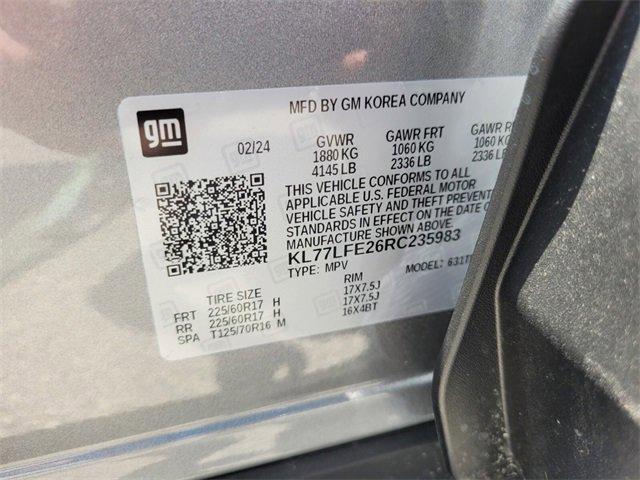 MFD BY GM KOREA COMPANY
gm
02/24
GVWR GAWR FRT GAWR
1880 KG 1060 KG 1060 KG
4145 LB 2336 LB 2336 LB
THIS VEHICLE CONFORMS TO ALL
APPLICABLE U.S. FEDERAL MOTOR
VEHICLE SAFETY AND THEFT PREVENT
STANDARDS IN EFFECT ON THE DATE O
MANUFACTURE SHOWN ABOVE.
KL77LFE26RC235983
TYPE: MPV MODEL: 631T
TIRE SIZE RIM
FRT 225/60R17 H 17X7.5J
RR 225/60R17 H 17X7.5J
SPA T125/70R16 M 16X4BT